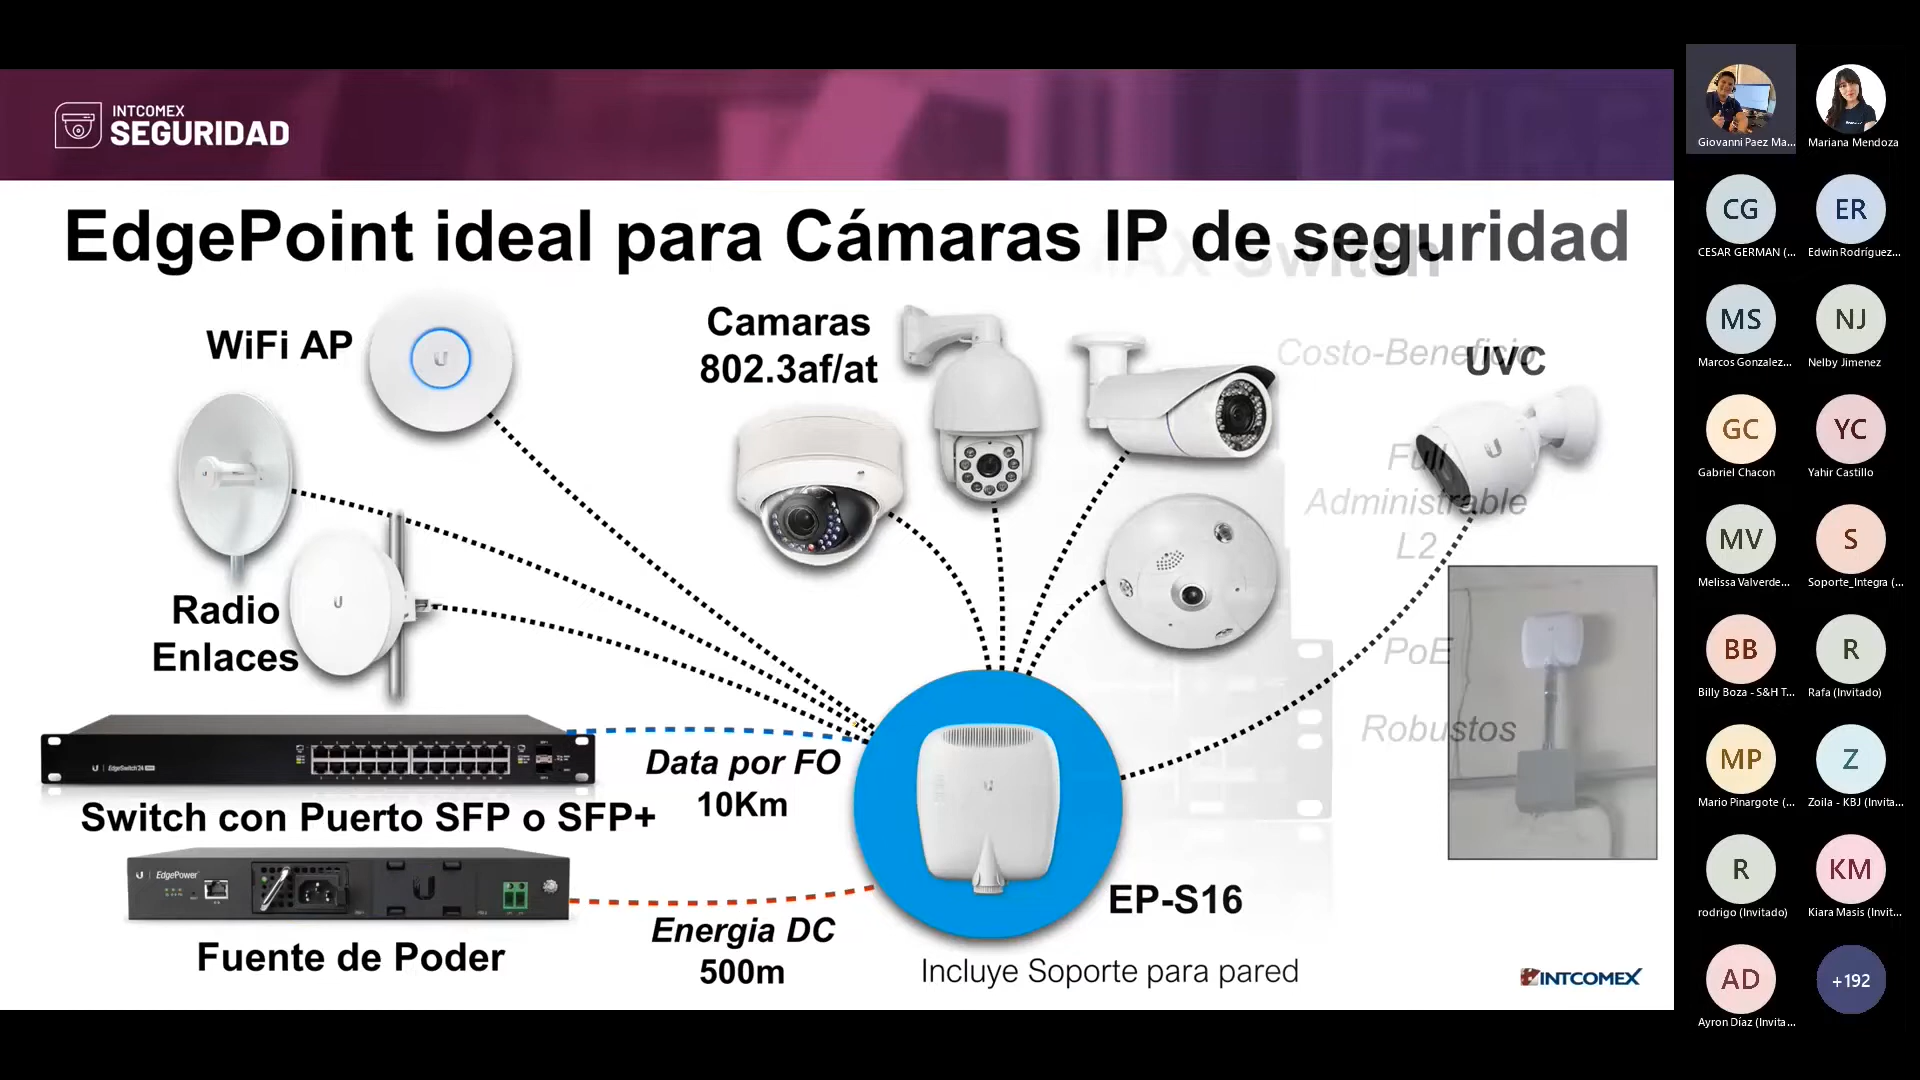 INTCOMEX
SEGURIDAD
EdgePoint ideal para Cámaras IP de seguridad
AX Switch
WiFi AP
Camaras
802.3af/at
Costo-Beneficio
UVC
Full
Administrable
L2
PoE
Robustos
Radio
Enlaces
Data por FO
10Km
Switch con Puerto SFP o SFP+
EdgePower
Fuente de Poder
Energia DC
500m
EP-S16
Incluye Soporte para pared
INTCOMEX
Giovanni Paez Ma...
Mariana Mendoza
CG
CESAR GERMAN (...
ER
Edwin Rodríguez...
MS
Marcos Gonzalez...
NJ
Nelby Jimenez
GC
Gabriel Chacon
YC
Yahir Castillo
MV
Melissa Valverde...
S
Soporte_Integra (...
BB
Billy Boza - S&H T...
R
Rafa (Invitado)
MP
Mario Pinargote (...
Z
Zoila - KBJ (Invita...
R
rodrigo (Invitado)
KM
Kiara Masis (Invit...
AD
Ayron Díaz (Invita...
+192